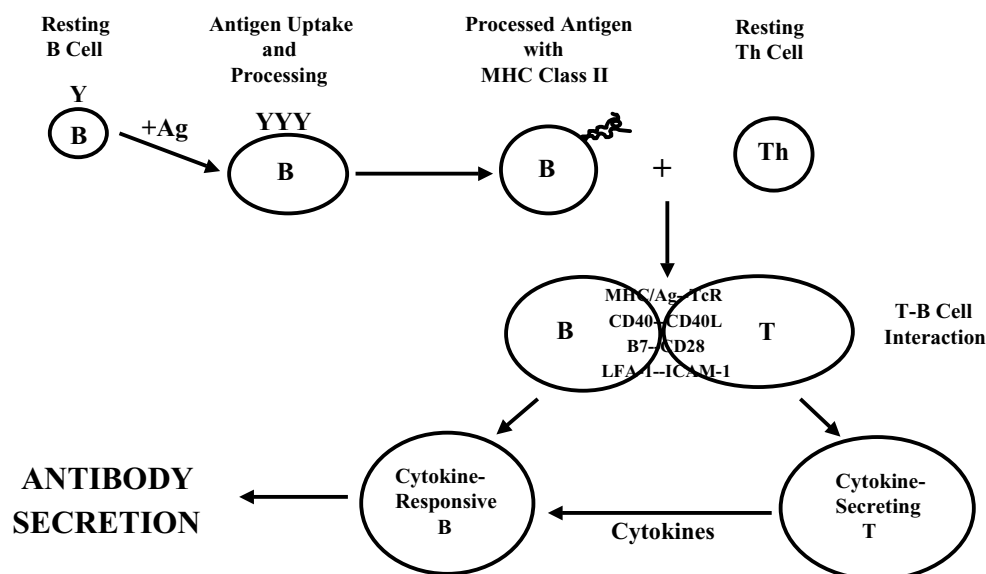 Resting
B Cell
Antigen Uptake
and
Processing
Processed Antigen
with
MHC Class II
Resting
Th Cell
Y
B
+Ag
YYY
B
B
+
Th
MHC/Ag--TcR
CD40--CD40L
B7--CD28
LFA-1--ICAM-1
B
T
T-B Cell
Interaction
ANTIBODY
SECRETION
Cytokine-
Responsive
B
Cytokines
Cytokine-
Secreting
T